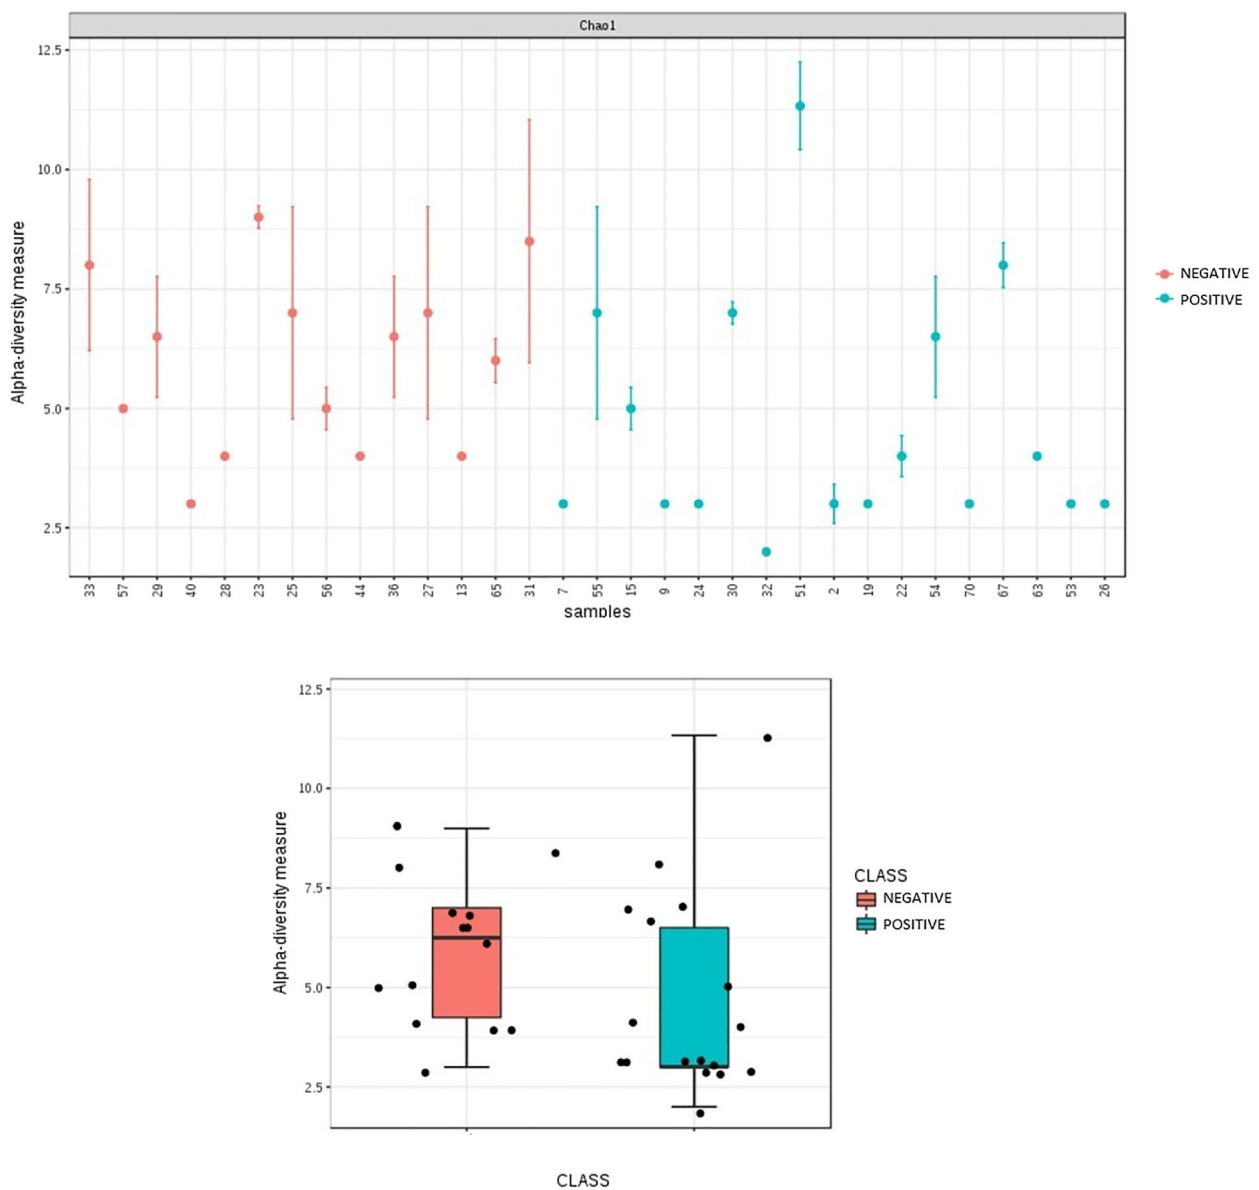 Chao1
12.5
10.0
7.5
5.0
2.5
Alpha-diversity measure
33 57 29 40 28 23 25 56 44 36 27 13 65 31 7 55 15 9 24 30 32 51 2 19 22 54 70 67 63 53 26
samples
NEGATIVE
POSITIVE
12.5
10.0
7.5
5.0
2.5
Alpha-diversity measure
CLASS
CLASS
NEGATIVE
POSITIVE